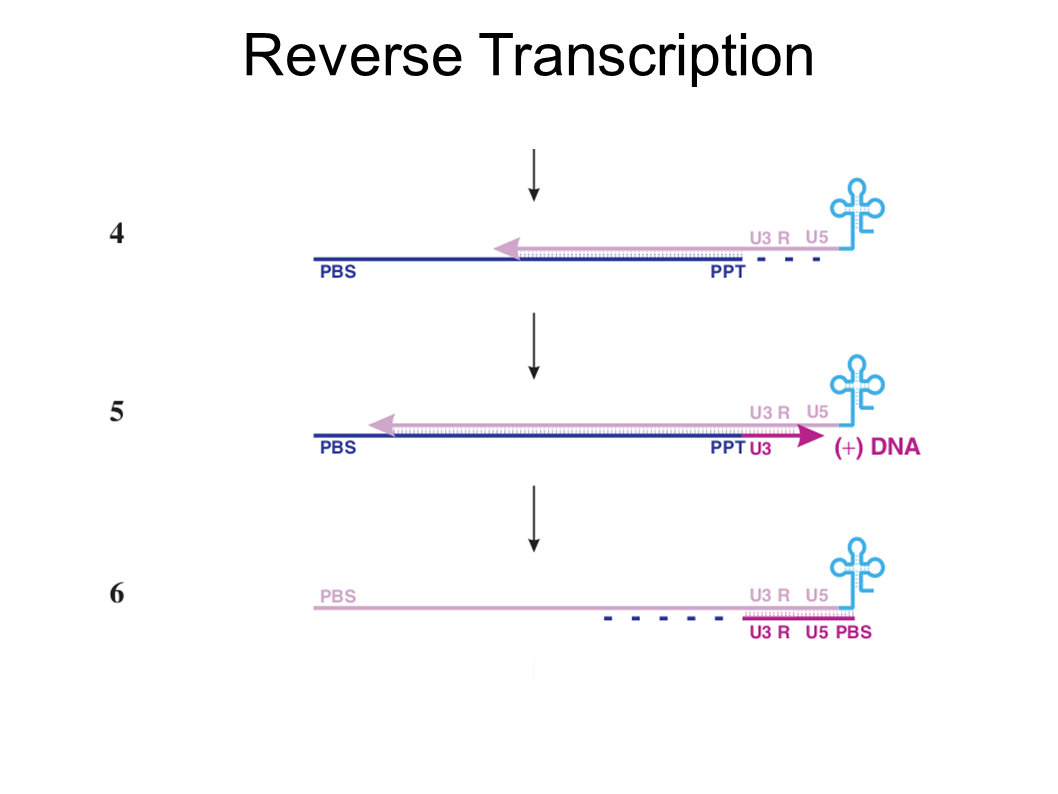 Reverse Transcription
4
U3 R U5
PBS PPT
5
U3 R U5
PBS PPT U3 (+) DNA
6
PBS U3 R U5
U3 R U5 PBS